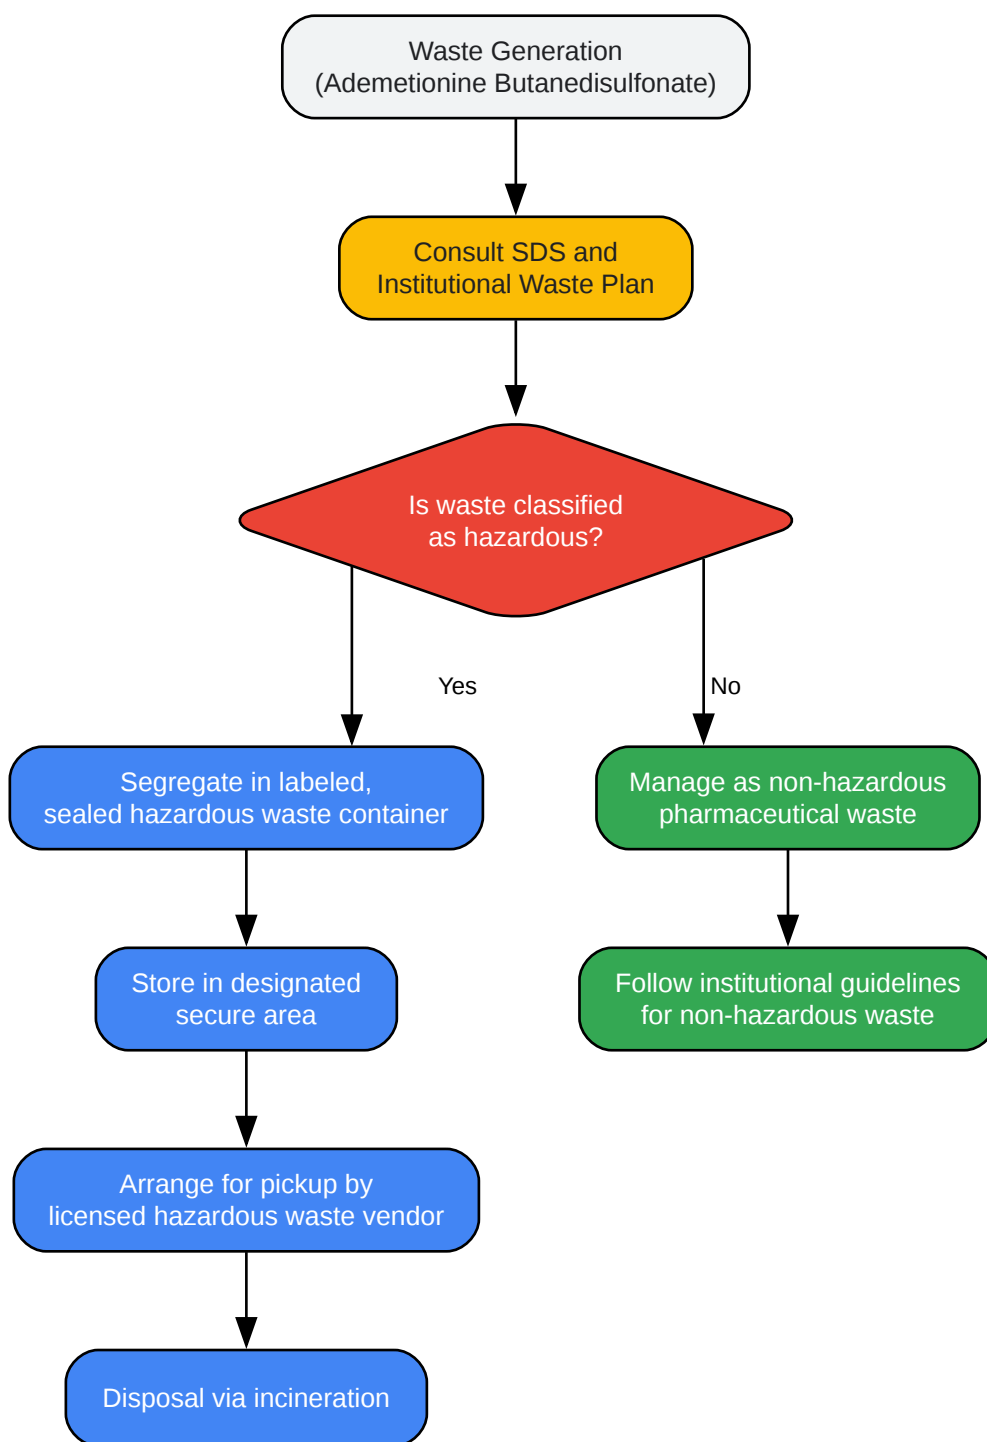 Waste Generation
(Ademetionine Butanedisulfonate)
Consult SDS and
Institutional Waste Plan
Is waste classified
as hazardous?
Yes
No
Segregate in labeled,
sealed hazardous waste container
Manage as non-hazardous
pharmaceutical waste
Store in designated
secure area
Follow institutional guidelines
for non-hazardous waste
Arrange for pickup by
licensed hazardous waste vendor
Disposal via incineration